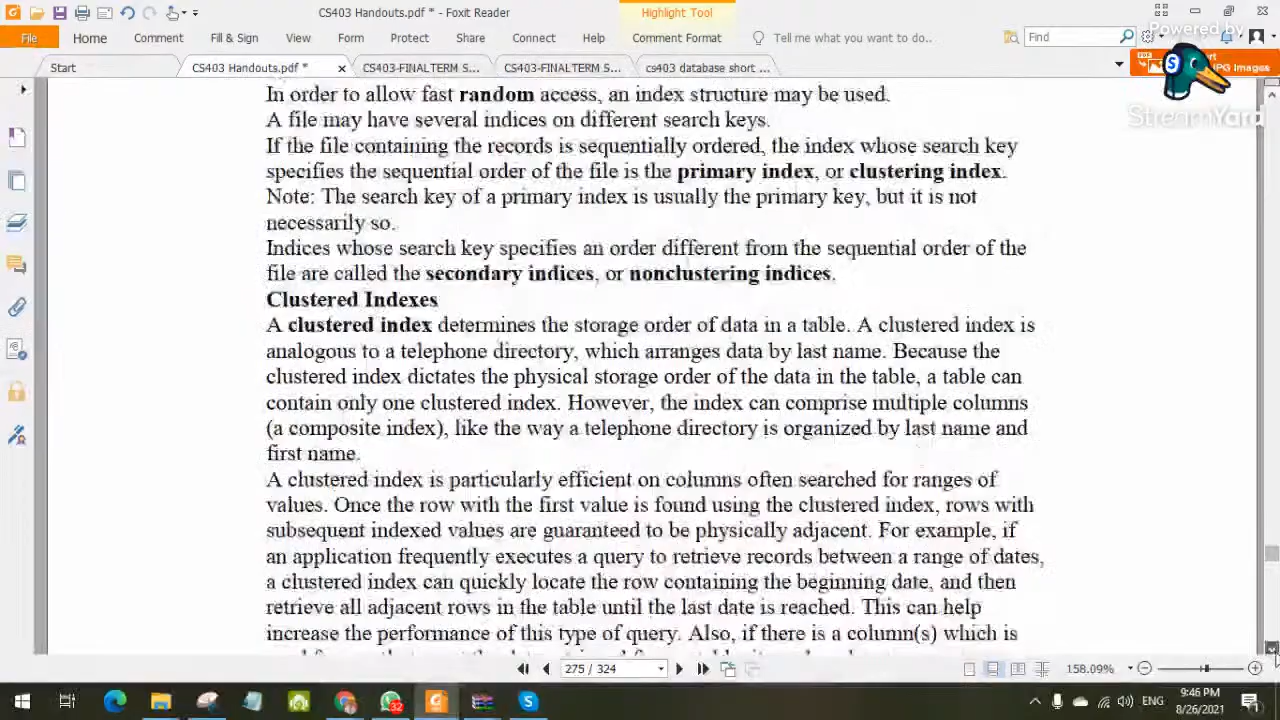 CS403 Handouts.pdf * - Foxit Reader
Highlight Tool
Powered by
File Home Comment Fill & Sign View Form Protect Share Connect Help Comment Format Tell me what you want to do.. Find
Start CS403 Handouts.pdf * CS403-FINALTERM S... CS403-FINALTERM S... cs403 database short ...
JPG Images
StreamYard
In order to allow fast random access, an index structure may be used.
A file may have several indices on different search keys.
If the file containing the records is sequentially ordered, the index whose search key
specifies the sequential order of the file is the primary index, or clustering index.
Note: The search key of a primary index is usually the primary key, but it is not
necessarily so.
Indices whose search key specifies an order different from the sequential order of the
file are called the secondary indices, or nonclustering indices.
Clustered Indexes
A clustered index determines the storage order of data in a table. A clustered index is
analogous to a telephone directory, which arranges data by last name. Because the
clustered index dictates the physical storage order of the data in the table, a table can
contain only one clustered index. However, the index can comprise multiple columns
(a composite index), like the way a telephone directory is organized by last name and
first name.
A clustered index is particularly efficient on columns often searched for ranges of
values. Once the row with the first value is found using the clustered index, rows with
subsequent indexed values are guaranteed to be physically adjacent. For example, if
an application frequently executes a query to retrieve records between a range of dates,
a clustered index can quickly locate the row containing the beginning date, and then
retrieve all adjacent rows in the table until the last date is reached. This can help
increase the performance of this type of query. Also, if there is a column(s) which is
275 / 324 158.09%
32 ENG 9:46 PM
8/26/2021